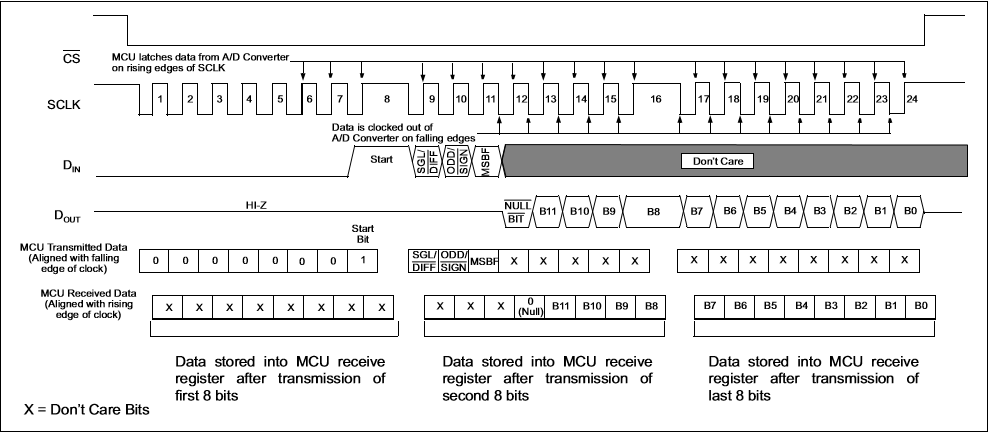 CS
MCU latches data from A/D Converter
on rising edges of SCLK
SCLK
1 2 3 4 5 6 7 8 9 10 11 12 13 14 15 16 17 18 19 20 21 22 23 24
Data is clocked out of
A/D Converter on falling edges
DIN
Start SGL/ DIFF ODD/ SIGN MSBF Don't Care
DOUT
HI-Z
NULL BIT B11 B10 B9 B8 B7 B6 B5 B4 B3 B2 B1 B0
Start
Bit
MCU Transmitted Data
(Aligned with falling
edge of clock)
0 0 0 0 0 0 0 1 SGL/ DIFF ODD/ SIGN MSBF X X X X X X X X X X X X X
MCU Received Data
(Aligned with rising
edge of clock)
X X X X X X X X X X X 0 (Null) B11 B10 B9 B8 B7 B6 B5 B4 B3 B2 B1 B0
Data stored into MCU receive
register after transmission of
first 8 bits
Data stored into MCU receive
register after transmission of
second 8 bits
Data stored into MCU receive
register after transmission of
last 8 bits
X = Don't Care Bits